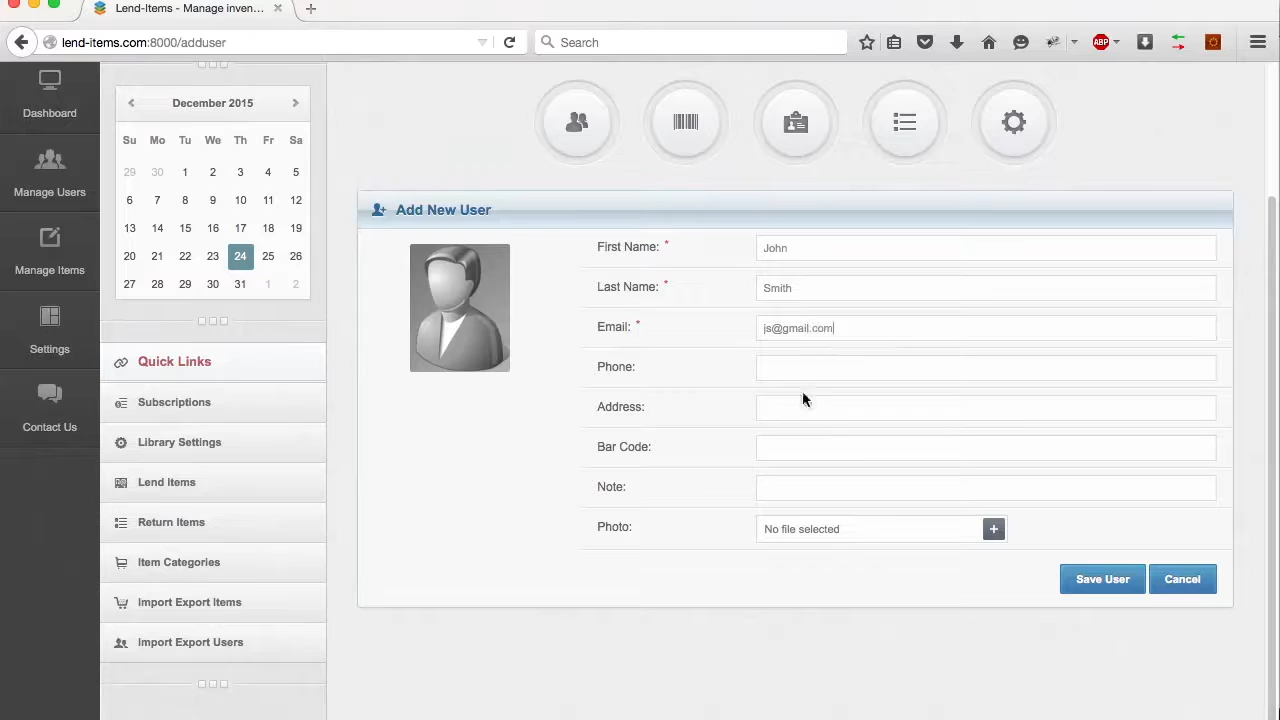 Lend-Items - Manage inven...
lend-items.com:8000/adduser
Search
ABP
Dashboard
Manage Users
Manage Items
Settings
Contact Us
December 2015
Su Mo Tu We Th Fr Sa
29 30 1 2 3 4 5
6 7 8 9 10 11 12
13 14 15 16 17 18 19
20 21 22 23 24 25 26
27 28 29 30 31 1 2
Quick Links
Subscriptions
Library Settings
Lend Items
Return Items
Item Categories
Import Export Items
Import Export Users
Add New User
First Name: * John
Last Name: * Smith
Email: * js@gmail.com
Phone:
Address:
Bar Code:
Note:
Photo: No file selected +
Save User Cancel